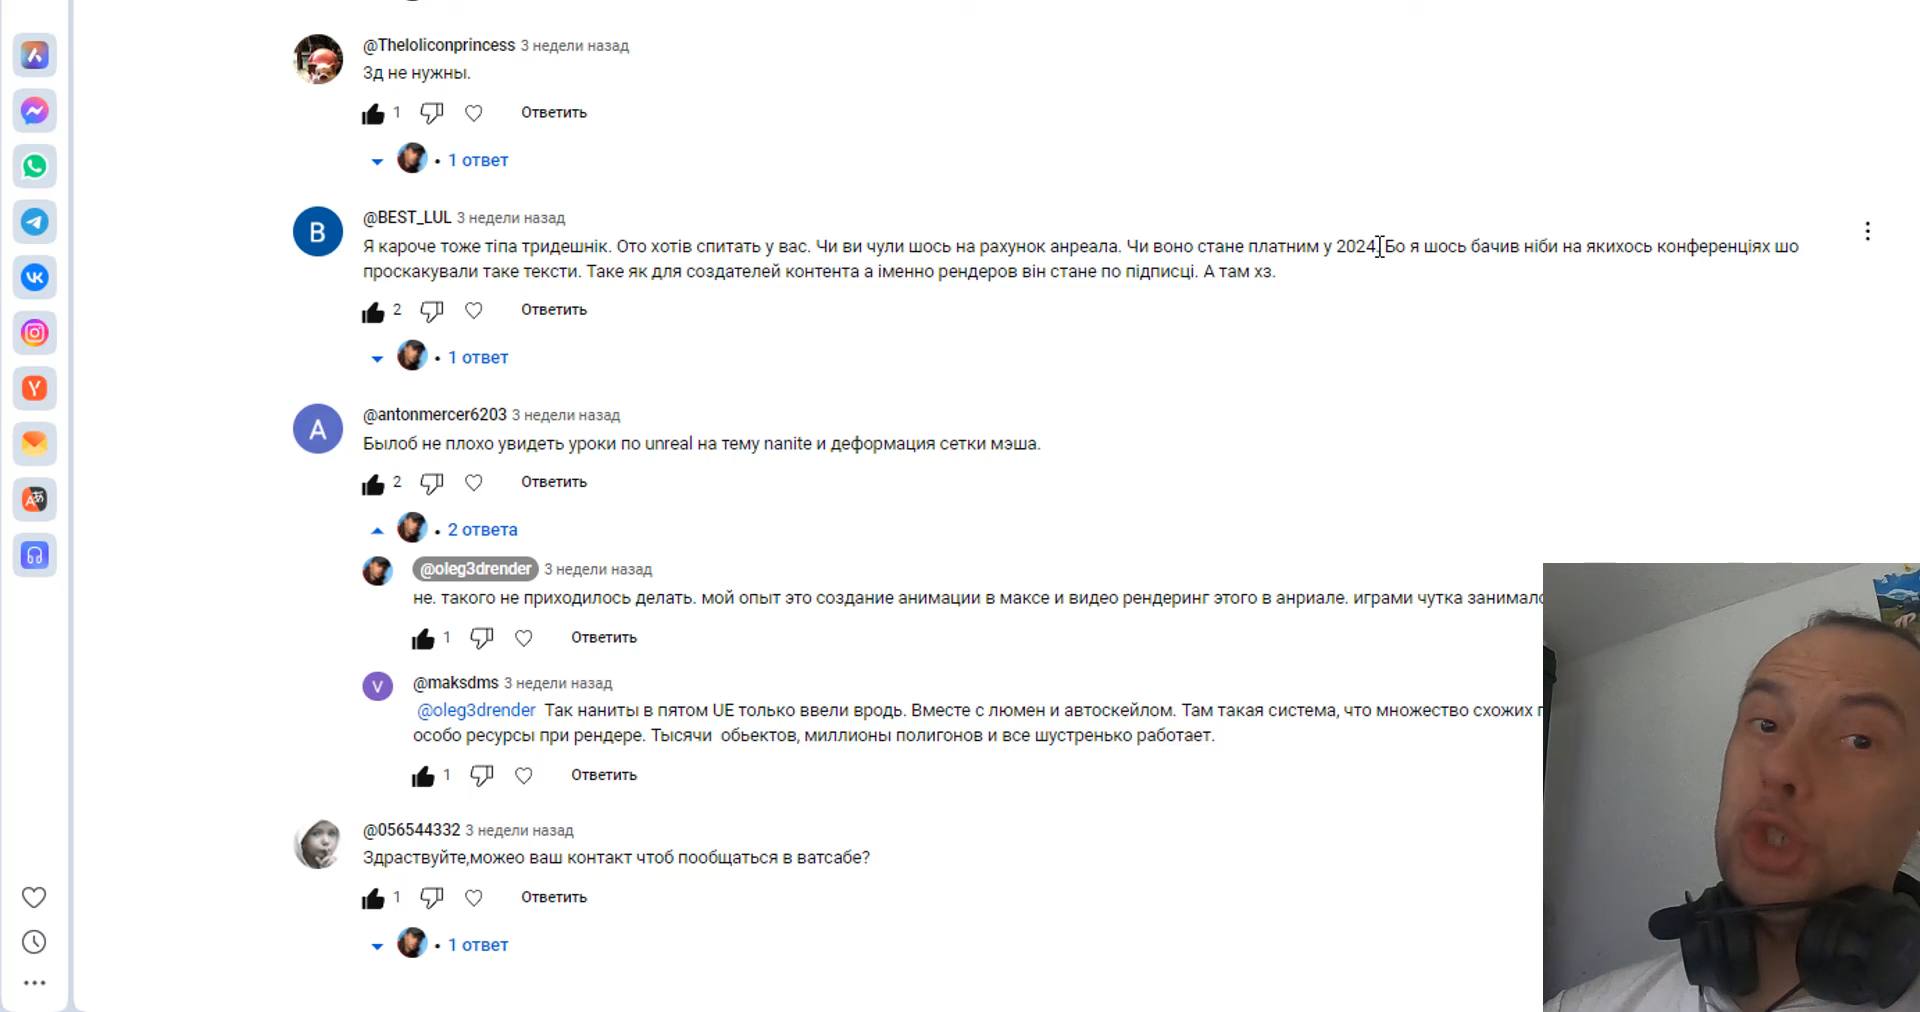 @Theloliconprincess 3 недели назад
3д не нужны.
1 Ответить
1 ответ
B
@BEST_LUL 3 недели назад
Я кароче тоже тіпа тридешнік. Ото хотів спитать у вас. Чи ви чули шось на рахунок анреала. Чи воно стане платним у 2024. Бо я шось бачив ніби на якихось конференціях шо
проскакували таке тексти. Таке як для создателей контента а іменно рендеров він стане по підписці. А там хз.
2 Ответить
1 ответ
A
@antonmercer6203 3 недели назад
Былоб не плохо увидеть уроки по unreal на тему nanite и деформация сетки мэша.
2 Ответить
2 ответа
@oleg3drender 3 недели назад
не. такого не приходилось делать. мой опыт это создание анимации в максе и видео рендеринг этого в анриале. играми чутка занимало
1 Ответить
V
@maksdms 3 недели назад
@oleg3drender Так наниты в пятом UE только ввели вродь. Вместе с люмен и автоскейлом. Там такая система, что множество схожих
особо ресурсы при рендере. Тысячи обьектов, миллионы полигонов и все шустренько работает.
1 Ответить
@056544332 3 недели назад
Здраствуйте,можео ваш контакт чтоб пообщаться в ватсабе?
1 Ответить
1 ответ